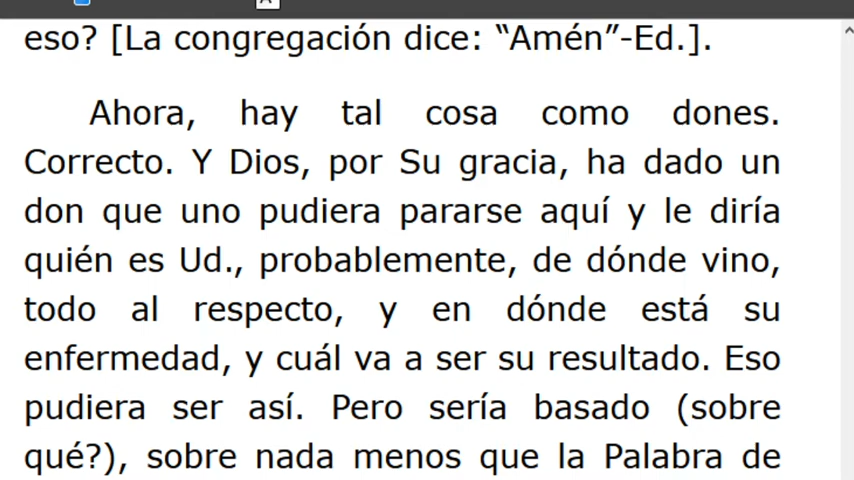 eso? [La congregación dice: “Amén”-Ed.].
Ahora, hay tal cosa como dones.
Correcto. Y Dios, por Su gracia, ha dado un
don que uno pudiera pararse aquí y le diría
quién es Ud., probablemente, de dónde vino,
todo al respecto, y en dónde está su
enfermedad, y cuál va a ser su resultado. Eso
pudiera ser así. Pero sería basado (sobre
qué?), sobre nada menos que la Palabra de